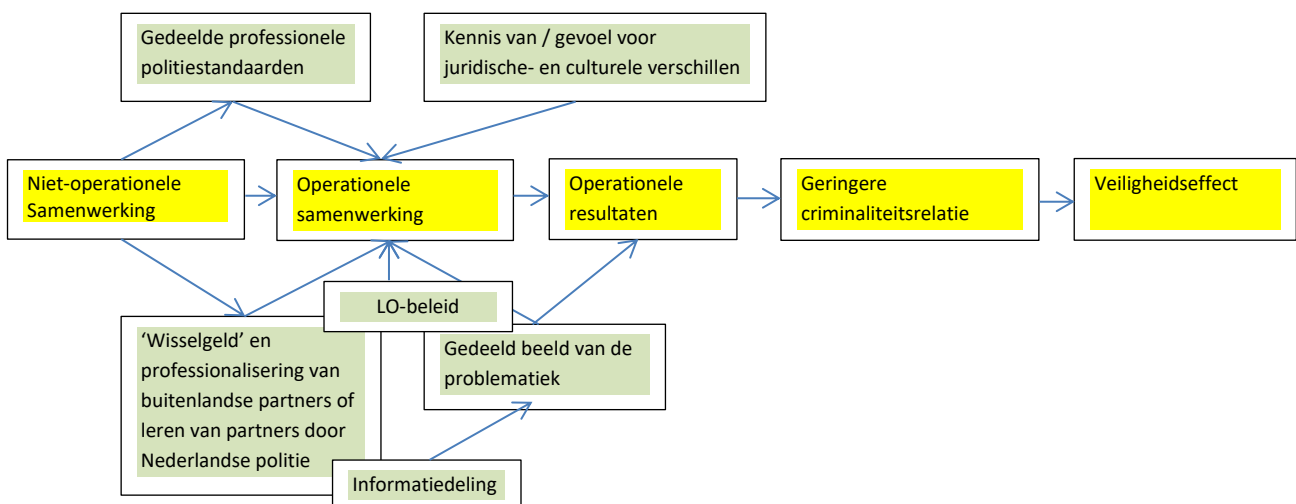 Gedeelde professionele
politiestandaarden
Kennis van / gevoel voor
juridische- en culturele verschillen
Niet-operationele
Samenwerking
Operationele
samenwerking
Operationele
resultaten
Geringere
criminaliteitsrelatie
Veiligheidseffect
LO-beleid
‘Wisselgeld’ en
professionalisering van
buitenlandse partners of
leren van partners door
Nederlandse politie
Gedeeld beeld van de
problematiek
Informatiedeling